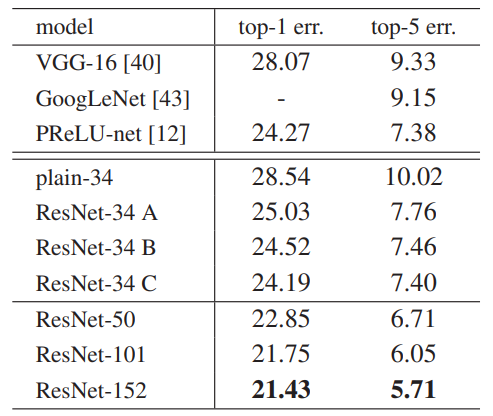 model top-1 err. top-5 err.
VGG-16 [40] 28.07 9.33
GoogLeNet [43] - 9.15
PReLU-net [12] 24.27 7.38
plain-34 28.54 10.02
ResNet-34 A 25.03 7.76
ResNet-34 B 24.52 7.46
ResNet-34 C 24.19 7.40
ResNet-50 22.85 6.71
ResNet-101 21.75 6.05
ResNet-152 21.43 5.71